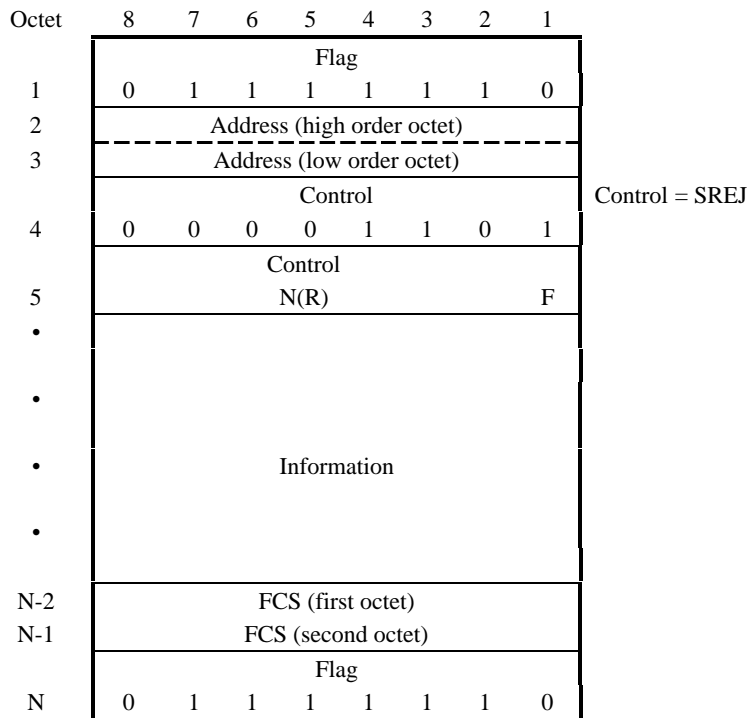 Octet 8 7 6 5 4 3 2 1
Flag
1 0 1 1 1 1 1 1 0
2 Address (high order octet)
3 Address (low order octet)
Control Control = SREJ
4 0 0 0 0 1 1 0 1
Control
5 N(R) F
•
•
• Information
•
N-2 FCS (first octet)
N-1 FCS (second octet)
Flag
N 0 1 1 1 1 1 1 0